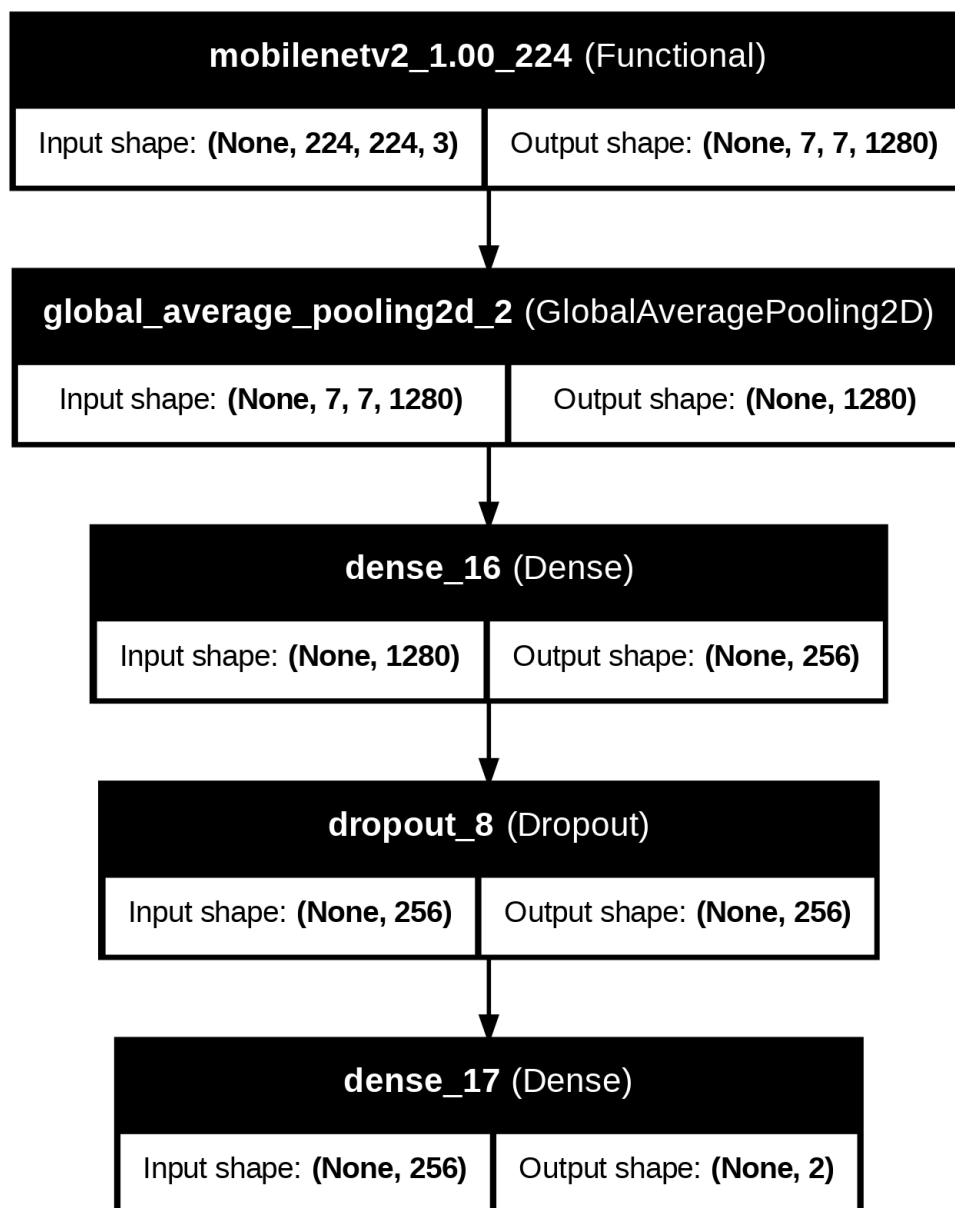 mobilenetv2_1.00_224 (Functional)
Input shape: (None, 224, 224, 3) Output shape: (None, 7, 7, 1280)
global_average_pooling2d_2 (GlobalAveragePooling2D)
Input shape: (None, 7, 7, 1280) Output shape: (None, 1280)
dense_16 (Dense)
Input shape: (None, 1280) Output shape: (None, 256)
dropout_8 (Dropout)
Input shape: (None, 256) Output shape: (None, 256)
dense_17 (Dense)
Input shape: (None, 256) Output shape: (None, 2)